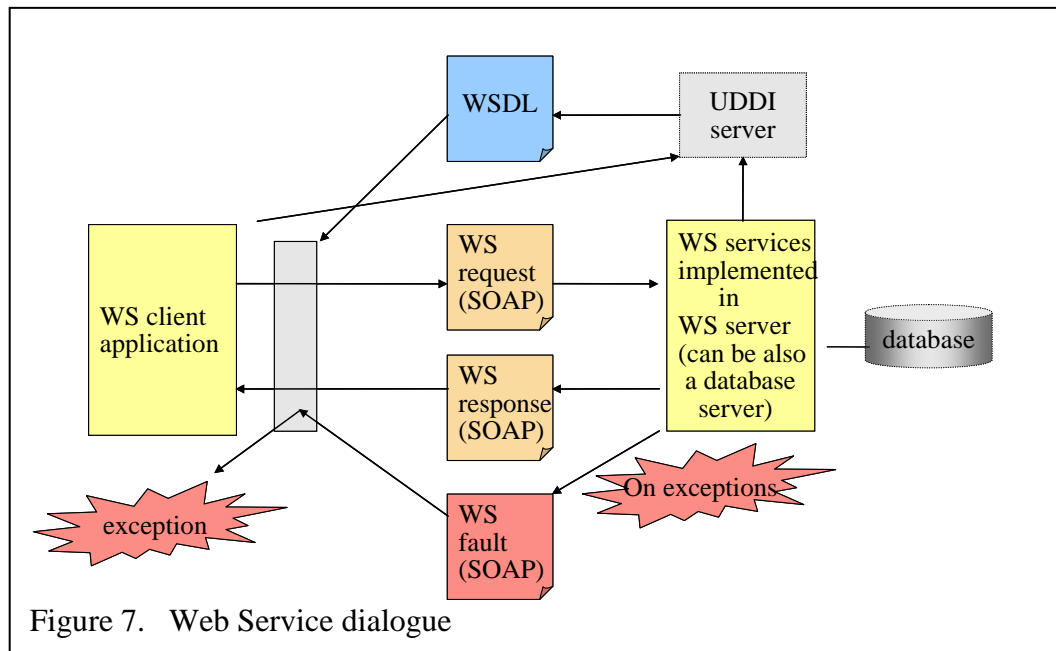 WSDL
UDDI
server
WS client
application
WS
request
(SOAP)
WS services
implemented
in
WS server
(can be also
a database
server)
database
WS
response
(SOAP)
On exceptions
exception
WS
fault
(SOAP)
Figure 7. Web Service dialogue